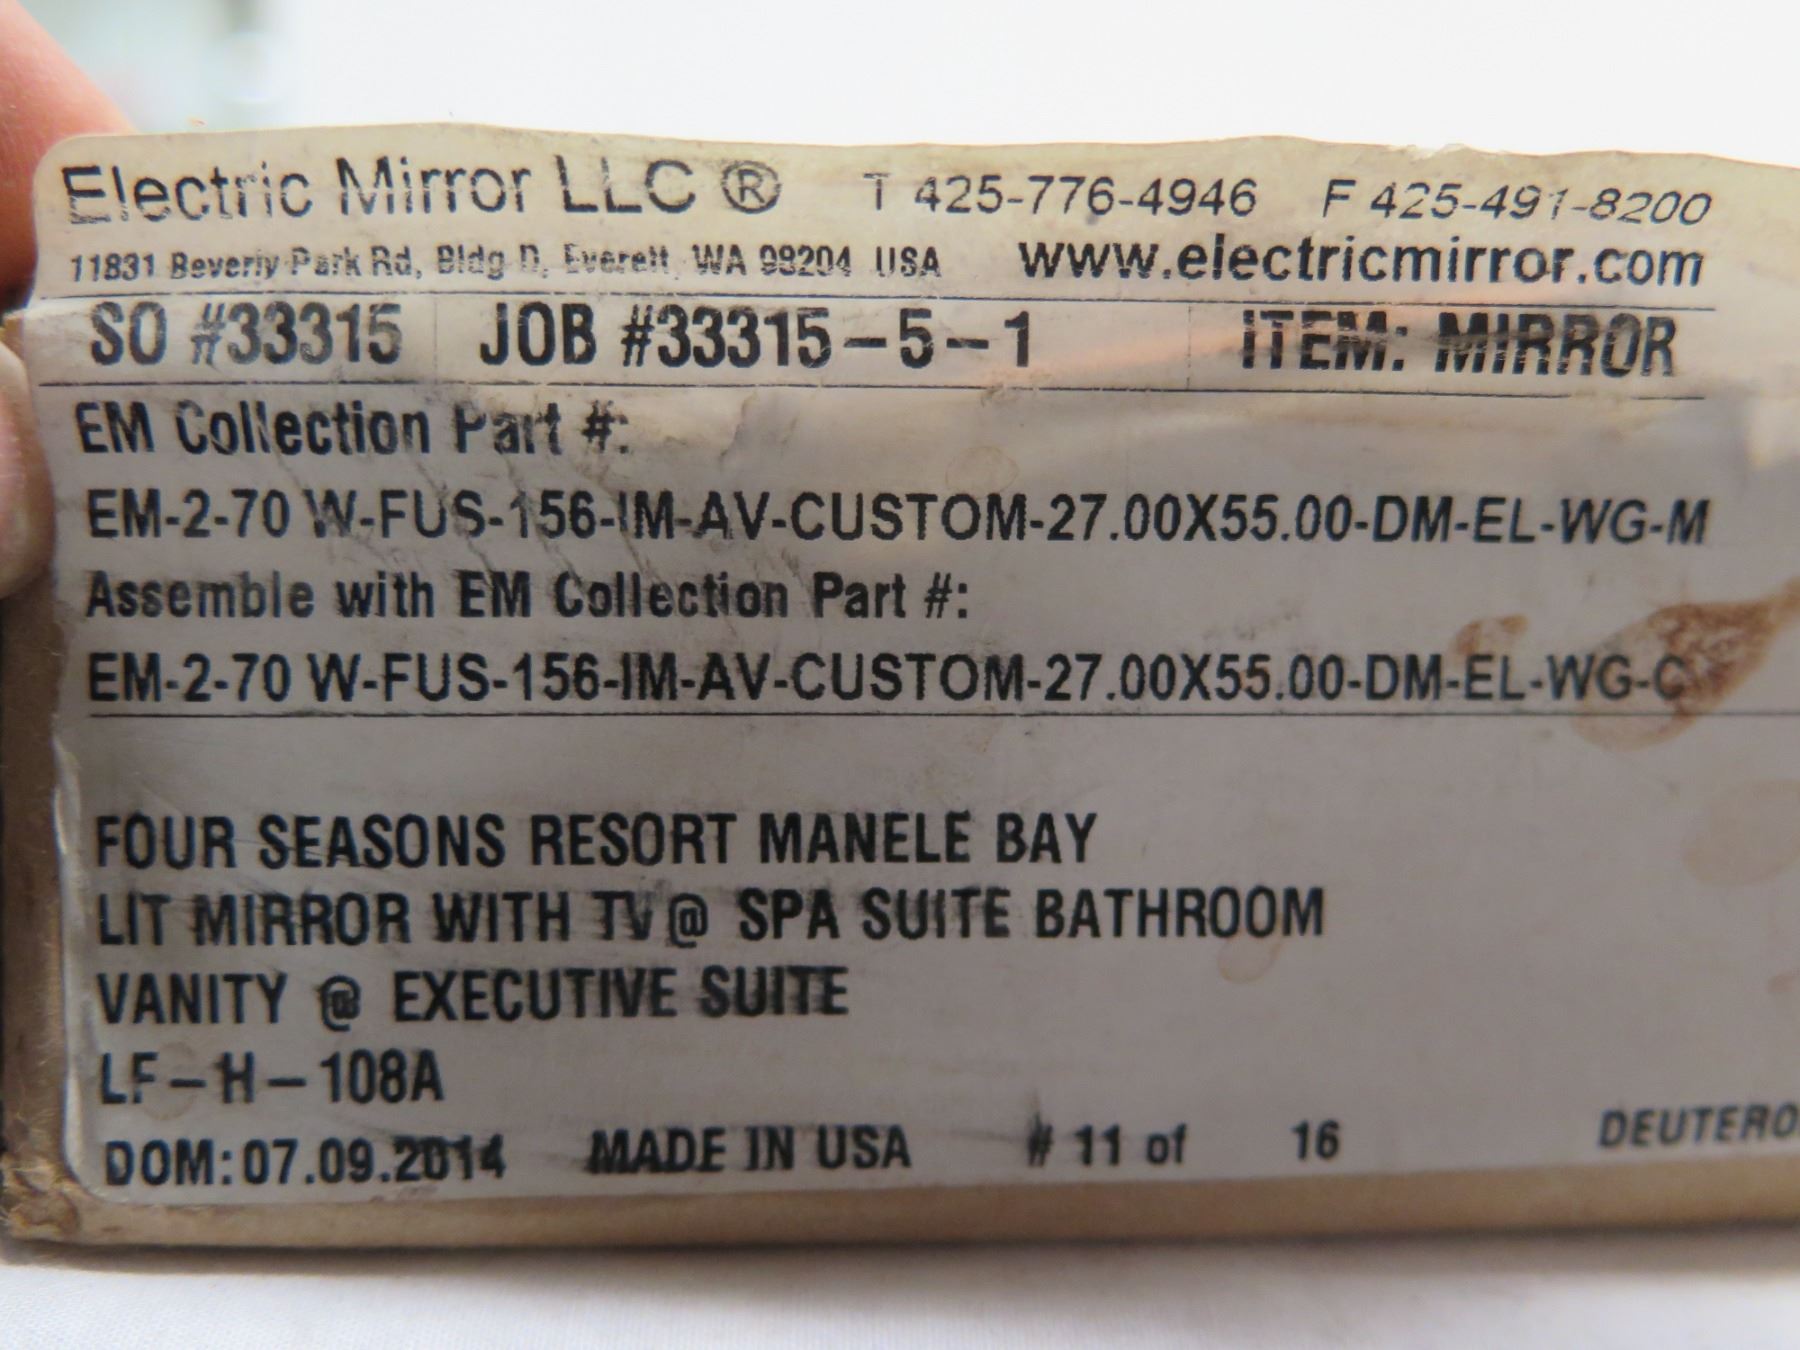 Electric Mirror LLC ® T 425-776-4946 F 425-491-8200
11831 Beverly Park Rd, Bldg D, Everett, WA 98204 USA www.electricmirror.com
SO #33315 JOB #33315-5-1 ITEM: MIRROR
EM Collection Part #:
EM-2-70 W-FUS-156-IM-AV-CUSTOM-27.00X55.00-DM-EL-WG-M
Assemble with EM Collection Part #:
EM-2-70 W-FUS-156-IM-AV-CUSTOM-27.00X55.00-DM-EL-WG-C
FOUR SEASONS RESORT MANELE BAY
LIT MIRROR WITH TV @ SPA SUITE BATHROOM
VANITY @ EXECUTIVE SUITE
LF-H-108A
DOM:07.09.2014 MADE IN USA # 11 of 16 DEUTERO